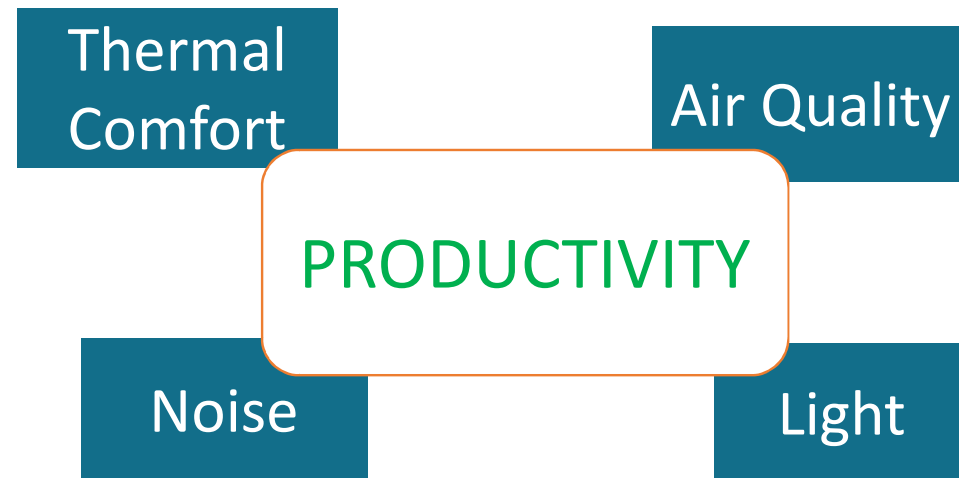 Thermal
Comfort
Air Quality
PRODUCTIVITY
Noise
Light